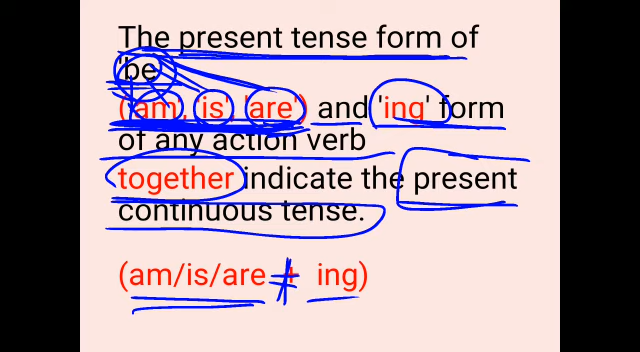 The present tense form of
'be
('am', 'is', 'are') and 'ing' form
of any action verb
together indicate the present
continuous tense.
(am/is/are + ing)